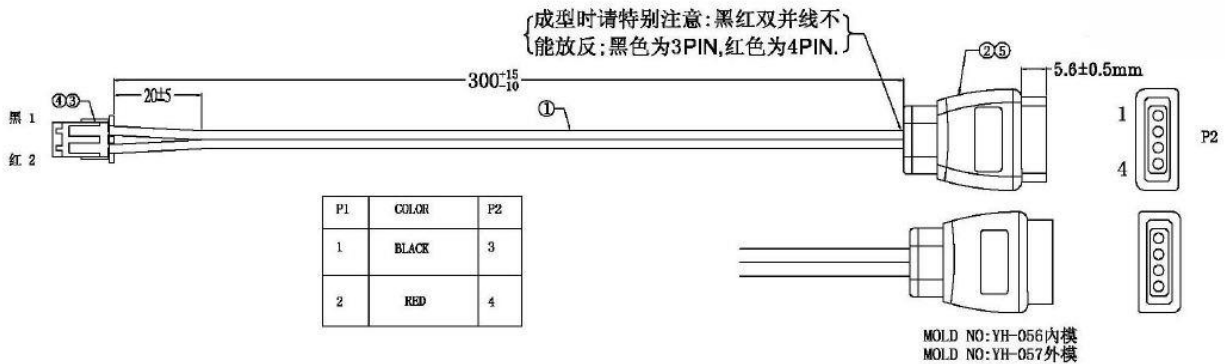 成型时请特别注意:黑红双并线不
能放反;黑色为3PIN,红色为4PIN.
②⑤
5.6±0.5mm
300+15-10
20±5
④③
①
黑 1
红 2
1
4
P2
P1 COLOR P2
1 BLACK 3
2 RED 4
MOLD NO:YH-056内模
MOLD NO:YH-057外模